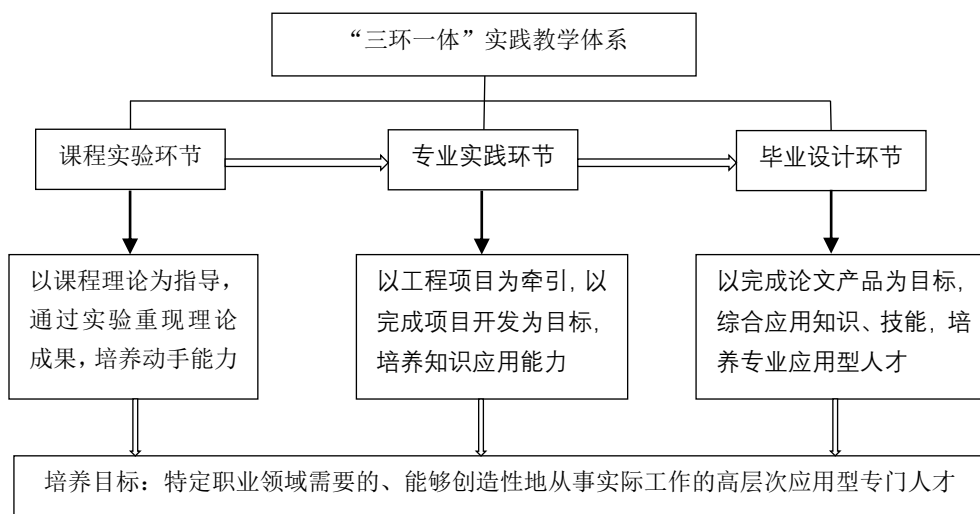 “三环一体”实践教学体系
课程实验环节
专业实践环节
毕业设计环节
以课程理论为指导，
通过实验重现理论
成果，培养动手能力
以工程项目为牵引，以
完成项目开发为目标，
培养知识应用能力
以完成论文产品为目标，
综合应用知识、技能，培
养专业应用型人才
培养目标：特定职业领域需要的、能够创造性地从事实际工作的高层次应用型专门人才